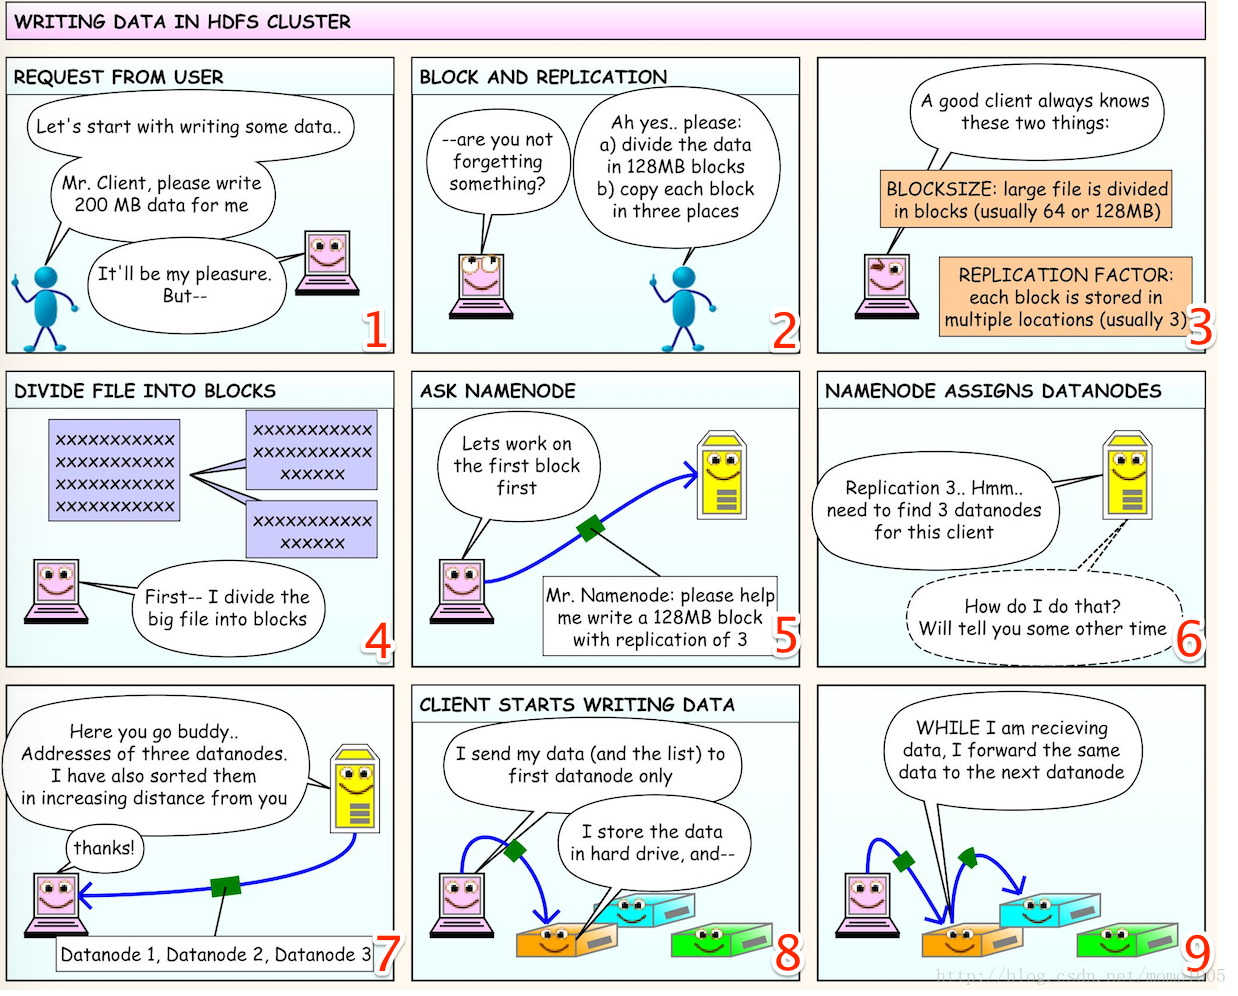 WRITING DATA IN HDFS CLUSTER
REQUEST FROM USER
Let's start with writing some data..
Mr. Client, please write
200 MB data for me
It'll be my pleasure.
But--
1
BLOCK AND REPLICATION
--are you not
forgetting
something?
Ah yes.. please:
a) divide the data
in 128MB blocks
b) copy each block
in three places
2
A good client always knows
these two things:
BLOCKSIZE: large file is divided
in blocks (usually 64 or 128MB)
REPLICATION FACTOR:
each block is stored in
multiple locations (usually 3)
3
DIVIDE FILE INTO BLOCKS
XXXXXXXXXXX
XXXXXXXXXXX
XXXXXXXXXXX
XXXXXXXXXXX
XXXXXXXXXXX
XXXXXXXXXXX
XXXXXX
XXXXXXXXXXX
XXXXXX
First-- I divide the
big file into blocks
4
ASK NAMENODE
Lets work on
the first block
first
Mr. Namenode: please help
me write a 128MB block
with replication of 3
5
NAMENODE ASSIGNS DATANODES
Replication 3.. Hmm..
need to find 3 datanodes
for this client
How do I do that?
Will tell you some other time
6
Here you go buddy..
Addresses of three datanodes.
I have also sorted them
in increasing distance from you
thanks!
Datanode 1, Datanode 2, Datanode 3
7
CLIENT STARTS WRITING DATA
I send my data (and the list) to
first datanode only
I store the data
in hard drive, and--
8
WHILE I am recieving
data, I forward the same
data to the next datanode
9